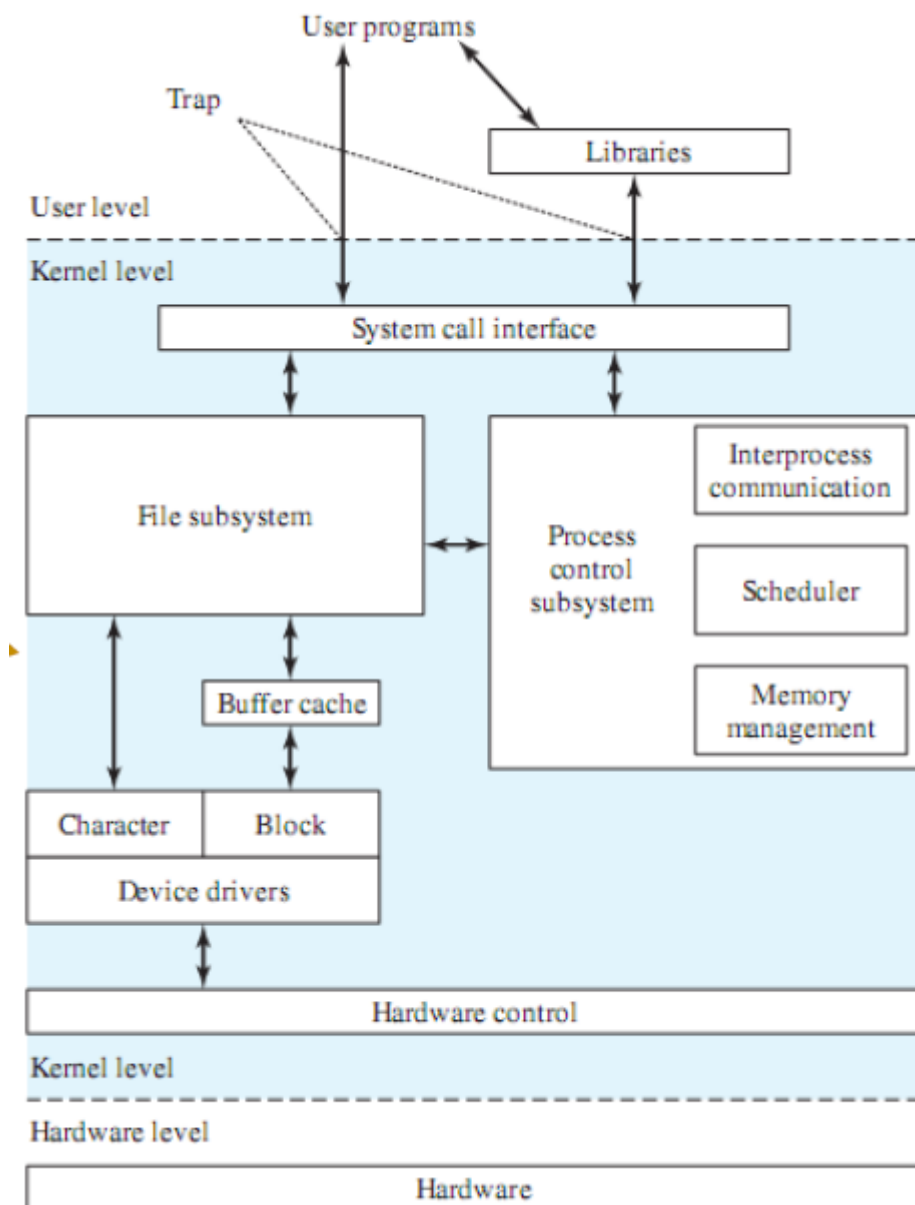 User programs
Trap
Libraries
User level
Kernel level
System call interface
File subsystem
Process
control
subsystem
Interprocess
communication
Scheduler
Memory
management
Buffer cache
Character
Block
Device drivers
Hardware control
Kernel level
Hardware level
Hardware